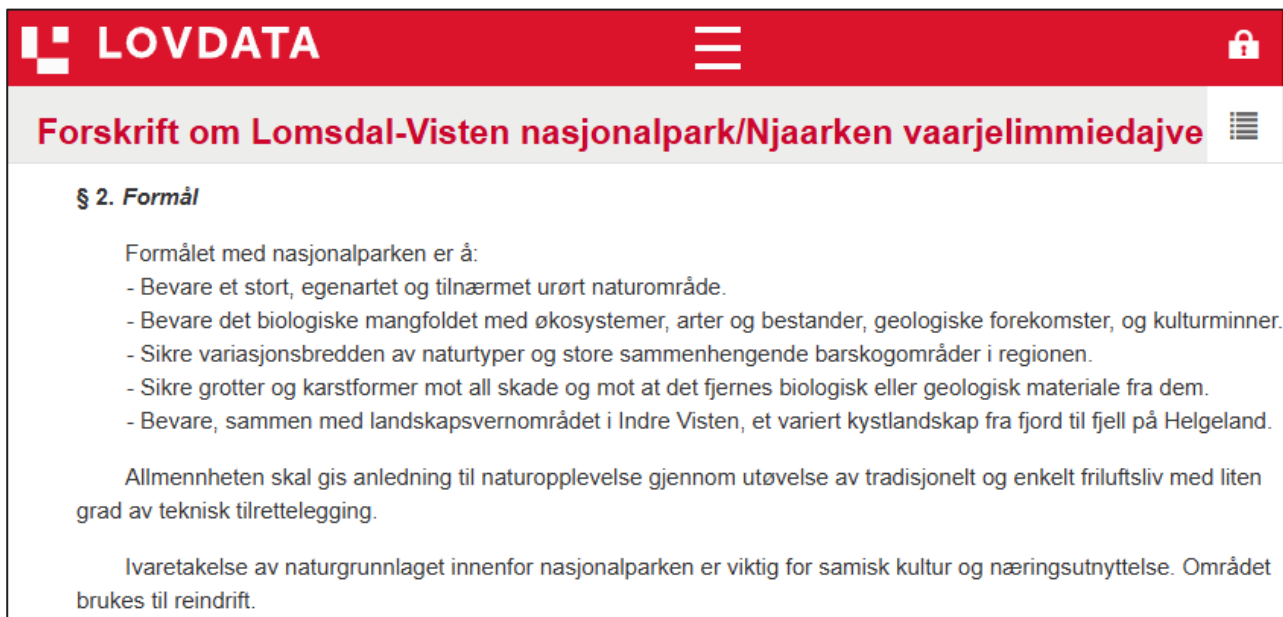 LOVDATA
Forskrift om Lomsdal-Visten nasjonalpark/Njaarken vaarjelimmiedajve
§ 2. Formål
Formålet med nasjonalparken er å:
- Bevare et stort, egenartet og tilnærmet urørt naturområde.
- Bevare det biologiske mangfoldet med økosystemer, arter og bestander, geologiske forekomster, og kulturminner.
- Sikre variasjonsbredden av naturtyper og store sammenhengende barskogområder i regionen.
- Sikre grotter og karstformer mot all skade og mot at det fjernes biologisk eller geologisk materiale fra dem.
- Bevare, sammen med landskapsvernområdet i Indre Visten, et variert kystlandskap fra fjord til fjell på Helgeland.
Allmennheten skal gis anledning til naturopplevelse gjennom utøvelse av tradisjonelt og enkelt friluftsliv med liten
grad av teknisk tilrettelegging.
Ivaretakelse av naturgrunnlaget innenfor nasjonalparken er viktig for samisk kultur og næringsutnyttelse. Området
brukes til reindrift.